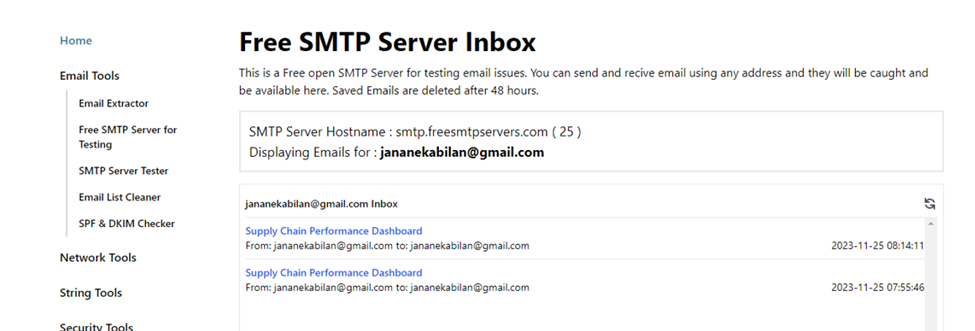 Home
Free SMTP Server Inbox
Email Tools
Email Extractor
Free SMTP Server for
Testing
SMTP Server Tester
Email List Cleaner
SPF & DKIM Checker
Network Tools
String Tools
Security Tools
This is a Free open SMTP Server for testing email issues. You can send and recive email using any address and they will be caught and
be available here. Saved Emails are deleted after 48 hours.
SMTP Server Hostname : smtp.freesmtpservers.com ( 25 )
Displaying Emails for : jananekabilan@gmail.com
jananekabilan@gmail.com Inbox
Supply Chain Performance Dashboard
From: jananekabilan@gmail.com to: jananekabilan@gmail.com 2023-11-25 08:14:11
Supply Chain Performance Dashboard
From: jananekabilan@gmail.com to: jananekabilan@gmail.com 2023-11-25 07:55:46